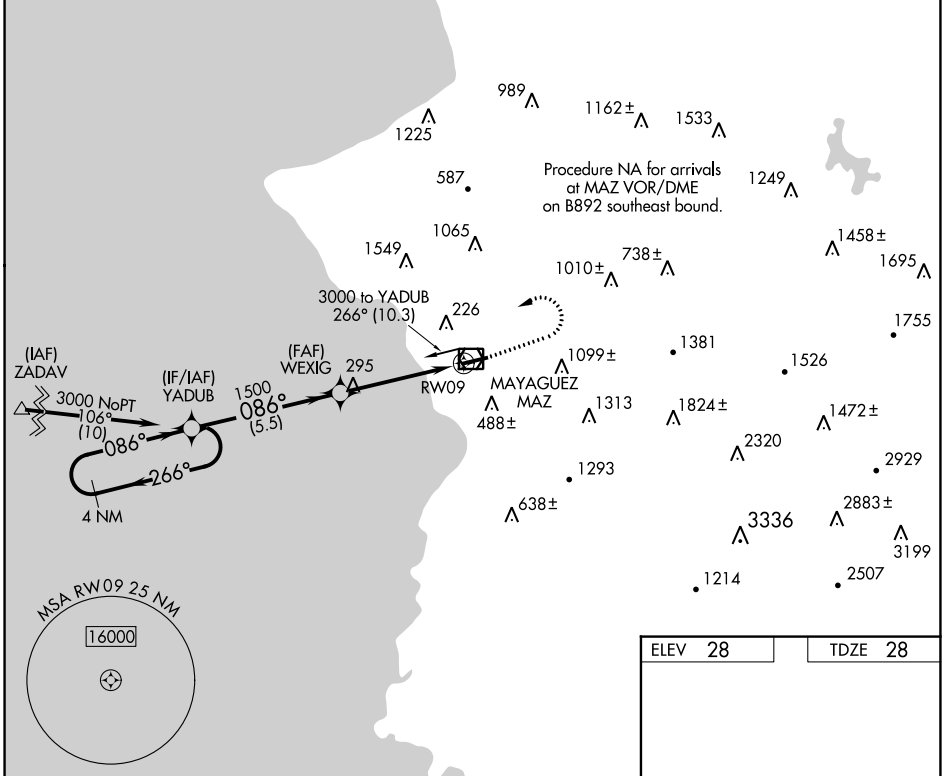 989
1162±
1533
1225
Procedure NA for arrivals
at MAZ VOR/DME
on B892 southeast bound.
587
1249
1065
1549
1458±
1695
738±
1010±
3000 to YADUB
266° (10.3)
226
1755
(IAF)
ZADAV
(FAF)
WEXIG
295
1381
1099±
1526
(IF/IAF)
YADUB
RW09
MAYAGUEZ
MAZ
3000 NoPT
106°
(10)
1500
086°
(5.5)
488±
1313
1824±
1472±
086°
266°
2320
2929
4 NM
1293
638±
3336
2883±
3199
1214
2507
MSA RW09 25 NM
16000
ELEV 28
TDZE 28